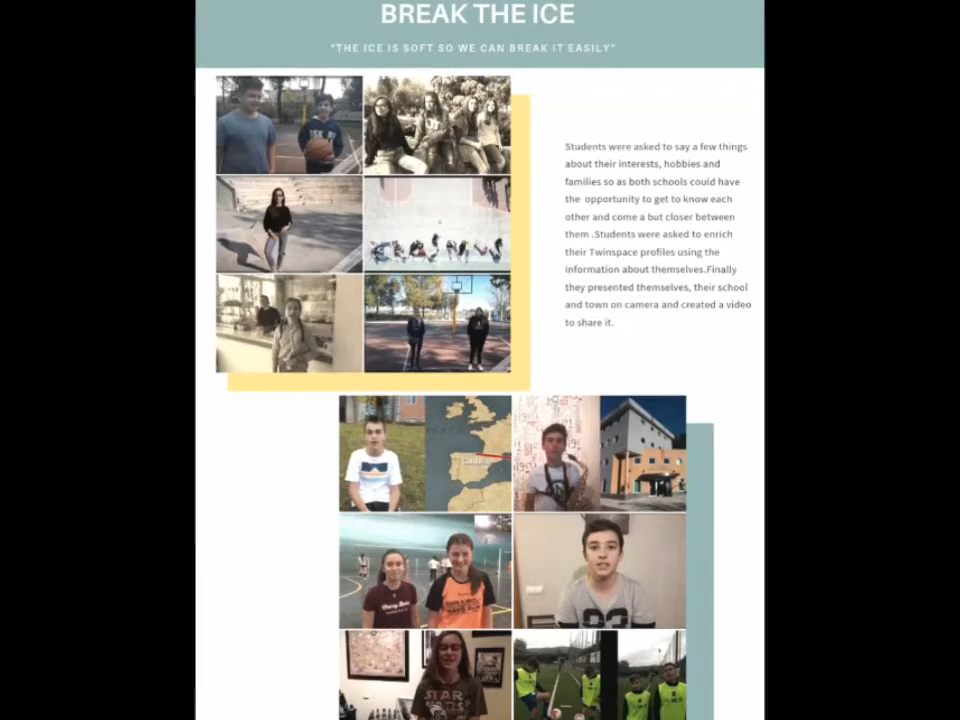 BREAK THE ICE
"THE ICE IS SOFT SO WE CAN BREAK IT EASILY"
Students were asked to say a few things
about their interests, hobbies and
families so as both schools could have
the opportunity to get to know each
other and come a but closer between
them .Students were asked to enrich
their Twinspace profiles using the
information about themselves.Finally
they presented themselves, their school
and town on camera and created a video
to share it.
STAR
WARS